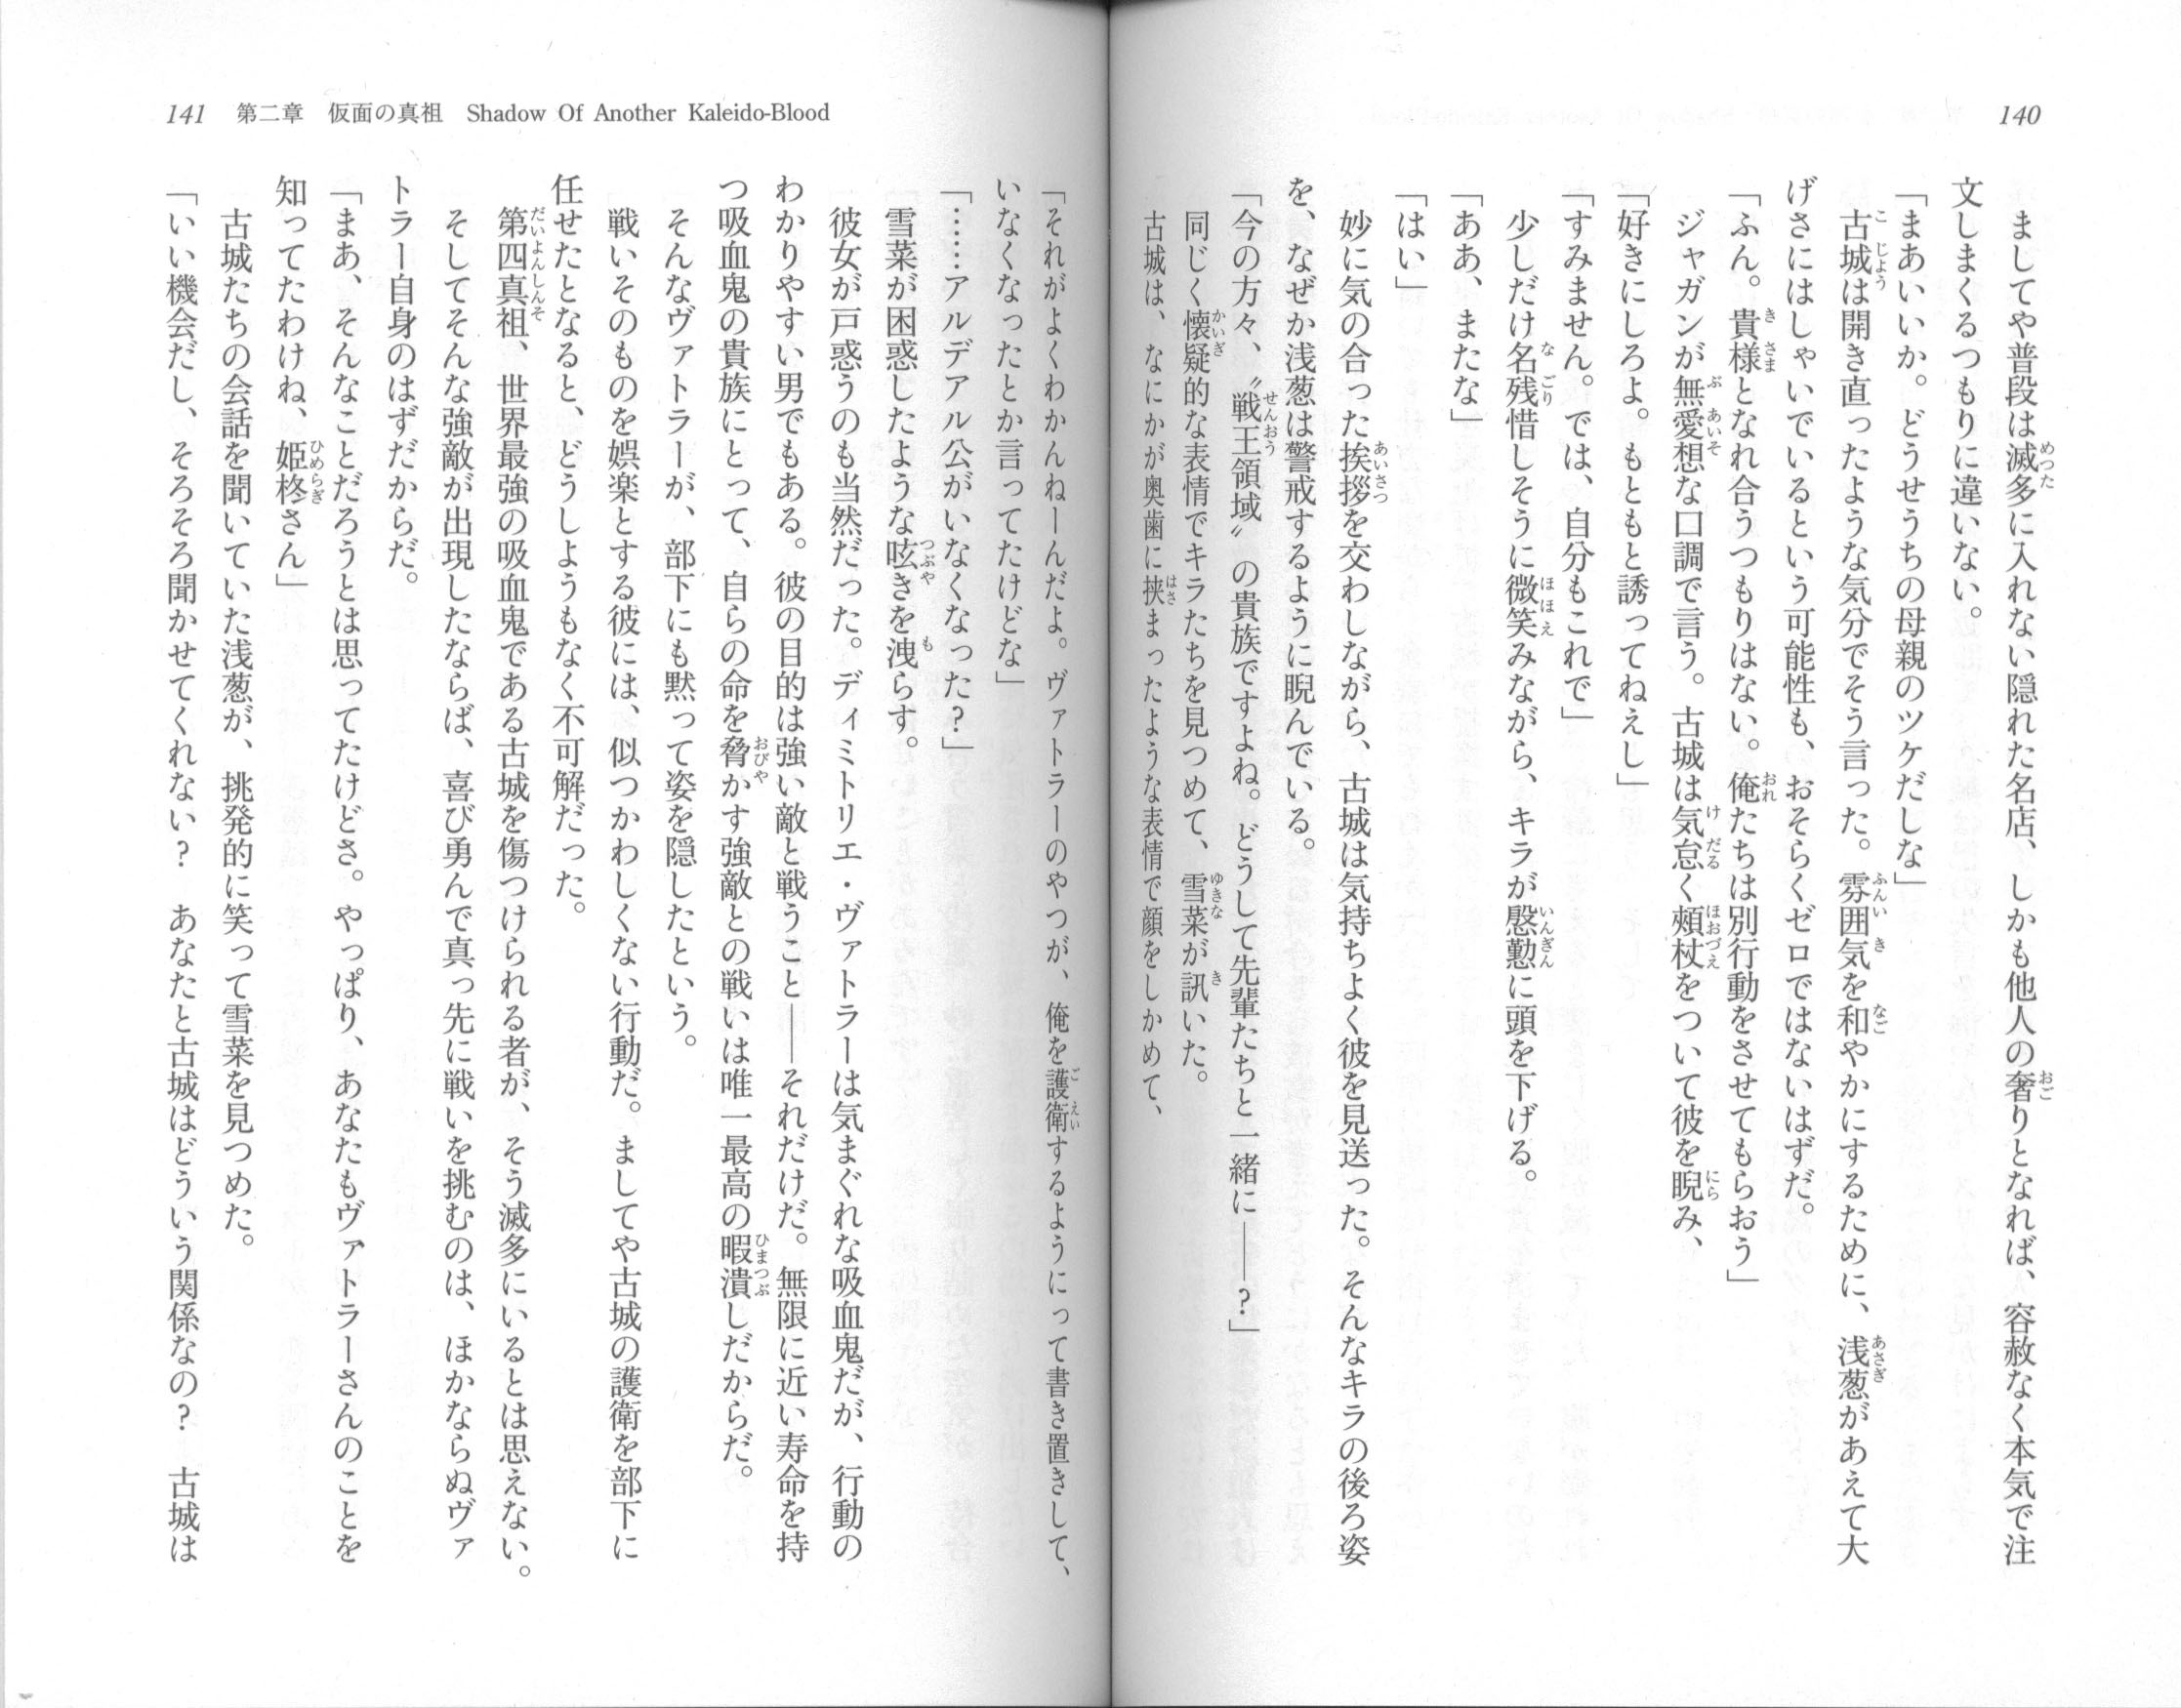 140
ましてや普段は滅多に入れない隠れた名店、しかも他人の奢りとなれば、容赦なく本気で注
文しまくるつもりに違いない。
「まあいいか。どうせうちの母親のツケだしな」
古城は開き直ったような気分でそう言った。雰囲気を和やかにするために、浅葱があえて大
げさにはしゃいでいるという可能性も、おそらくゼロではないはずだ。
「ふん。貴様となれ合うつもりはない。俺たちは別行動をさせてもらおう」
ジャガンが無愛想な口調で言う。古城は気怠く頰杖をついて彼を睨み、
「好きにしろよ。もともと誘ってねえし」
「すみません。では、自分もこれで」
少しだけ名残惜しそうに微笑みながら、キラが慇懃に頭を下げる。
「ああ、またな」
「はい」
妙に気の合った挨拶を交わしながら、古城は気持ちよく彼を見送った。そんなキラの後ろ姿
を、なぜか浅葱は警戒するように睨んでいる。
「今の方々、〝戦王領域〟の貴族ですよね。どうして先輩たちと一緒に――？」
同じく懐疑的な表情でキラたちを見つめて、雪菜が訊いた。
古城は、なにかが奥歯に挟まったような表情で顔をしかめて、
141 第二章 仮面の真祖 Shadow Of Another Kaleido-Blood
「それがよくわかんねーんだよ。ヴァトラーのやつが、俺を護衛するようにって書き置きして、
いなくなったとか言ってたけどな」
「……アルデアル公がいなくなった？」
雪菜が困惑したような呟きを洩らす。
彼女が戸惑うのも当然だった。ディミトリエ・ヴァトラーは気まぐれな吸血鬼だが、行動の
わかりやすい男でもある。彼の目的は強い敵と戦うこと――それだけだ。無限に近い寿命を持
つ吸血鬼の貴族にとって、自らの命を脅かす強敵との戦いは唯一最高の暇潰しだからだ。
そんなヴァトラーが、部下にも黙って姿を隠したという。
戦いそのものを娯楽とする彼には、似つかわしくない行動だ。ましてや古城の護衛を部下に
任せたとなると、どうしようもなく不可解だった。
第四真祖、世界最強の吸血鬼である古城を傷つけられる者が、そう滅多にいるとは思えない。
そしてそんな強敵が出現したならば、喜び勇んで真っ先に戦いを挑むのは、ほかならぬヴァ
トラー自身のはずだからだ。
「まあ、そんなことだろうとは思ってたけどさ。やっぱり、あなたもヴァトラーさんのことを
知ってたわけね、姫柊さん」
古城たちの会話を聞いていた浅葱が、挑発的に笑って雪菜を見つめた。
「いい機会だし、そろそろ聞かせてくれない？　あなたと古城はどういう関係なの？　古城は